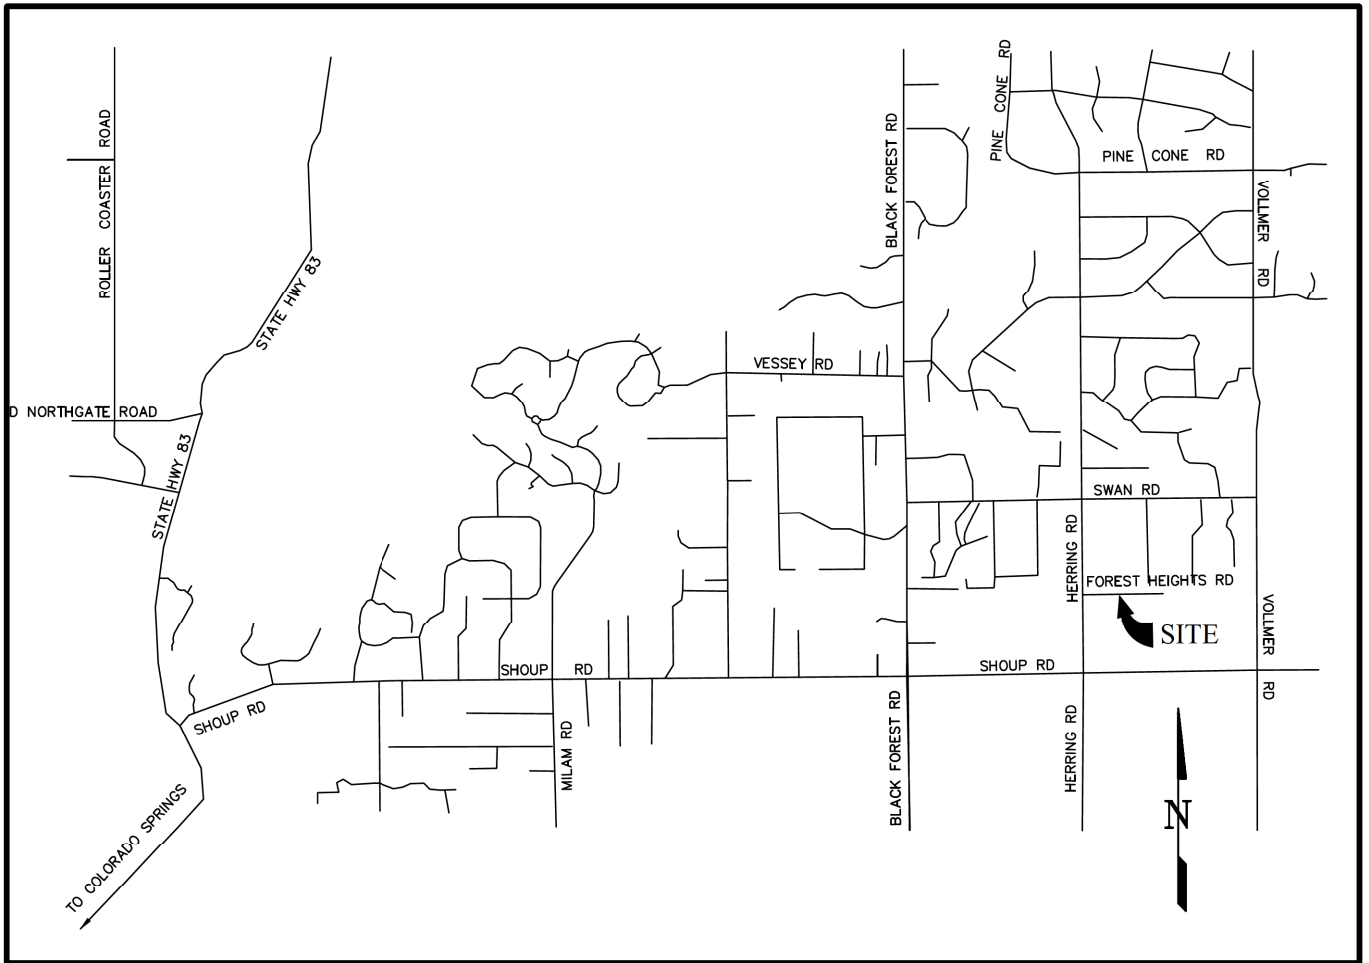 PINE CONE RD
ROLLER COASTER ROAD
BLACK FOREST RD
PINE CONE RD
VOLLMER RD
STATE HWY 83
VESSEY RD
D NORTHGATE ROAD
STATE HWY 83
SWAN RD
HERRING RD
FOREST HEIGHTS RD
VOLLMER RD
SITE
SHOUP RD
SHOUP RD
SHOUP RD
MILAM RD
BLACK FOREST RD
HERRING RD
N
TO COLORADO SPRINGS